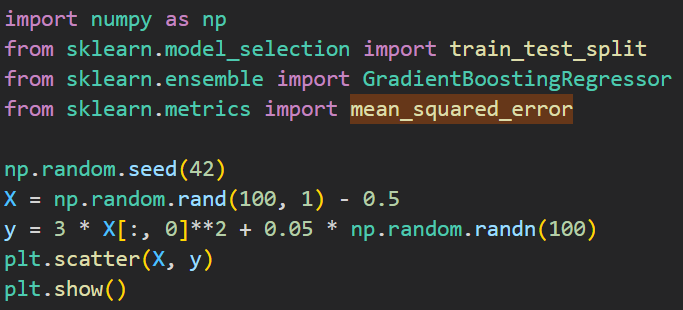 import numpy as np
from sklearn.model_selection import train_test_split
from sklearn.ensemble import GradientBoostingRegressor
from sklearn.metrics import mean_squared_error
np.random.seed(42)
X = np.random.rand(100, 1) - 0.5
y = 3 * X[:, 0]**2 + 0.05 * np.random.randn(100)
plt.scatter(X, y)
plt.show()